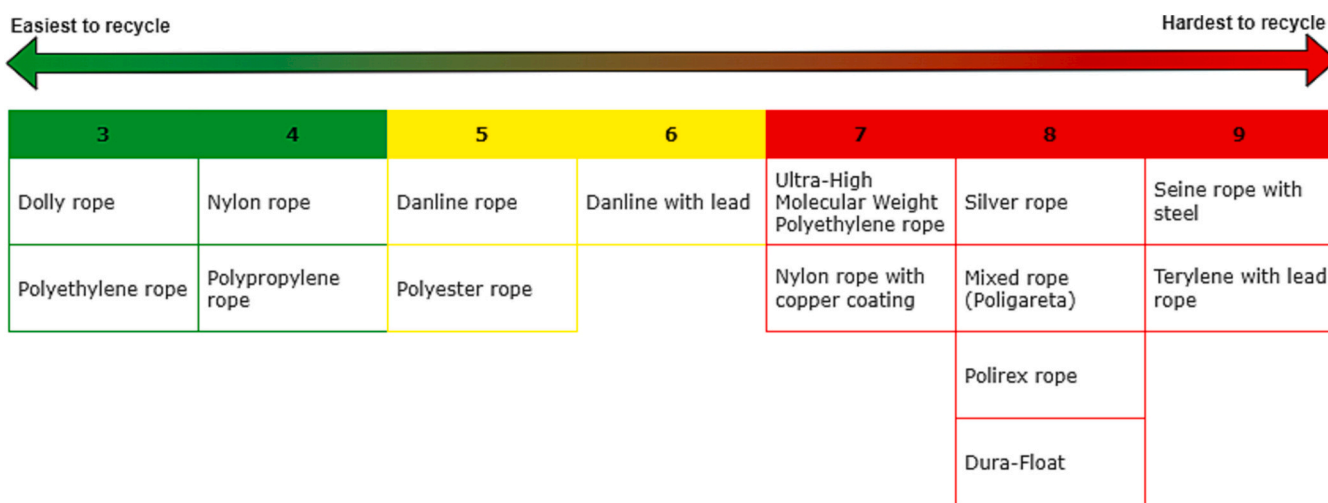 Easiest to recycle
Hardest to recycle
3
4
5
6
7
8
9
Dolly rope
Nylon rope
Danline rope
Danline with lead
Ultra-High
Molecular Weight
Polyethylene rope
Silver rope
Seine rope with
steel
Polyethylene rope
Polypropylene
rope
Polyester rope
Nylon rope with
copper coating
Mixed rope
(Poligareta)
Terylene with lead
rope
Polirex rope
Dura-Float